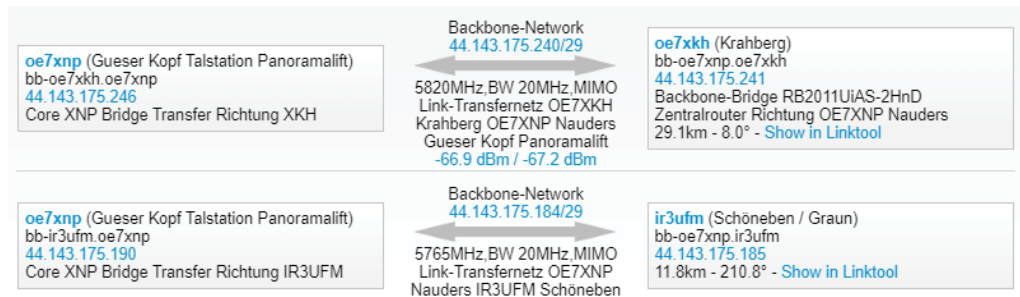 oe7xnp (Gueser Kopf Talstation Panoramalift)
bb-oe7xkh.oe7xnp
44.143.175.246
Core XNP Bridge Transfer Richtung XKH
Backbone-Network
44.143.175.240/29
5820MHz,BW 20MHz,MIMO
Link-Transfernetz OE7XKH
Krahberg OE7XNP Nauders
Gueser Kopf Panoramalift
-66.9 dBm / -67.2 dBm
oe7xkh (Krahberg)
bb-oe7xnp.oe7xkh
44.143.175.241
Backbone-Bridge RB2011UiAS-2HnD
Zentralrouter Richtung OE7XNP Nauders
29.1km - 8.0° - Show in Linktool
oe7xnp (Gueser Kopf Talstation Panoramalift)
bb-ir3ufm.oe7xnp
44.143.175.190
Core XNP Bridge Transfer Richtung IR3UFM
Backbone-Network
44.143.175.184/29
5765MHz,BW 20MHz,MIMO
Link-Transfernetz OE7XNP
Nauders IR3UFM Schöneben
ir3ufm (Schöneben / Graun)
bb-oe7xnp.ir3ufm
44.143.175.185
11.8km - 210.8° - Show in Linktool